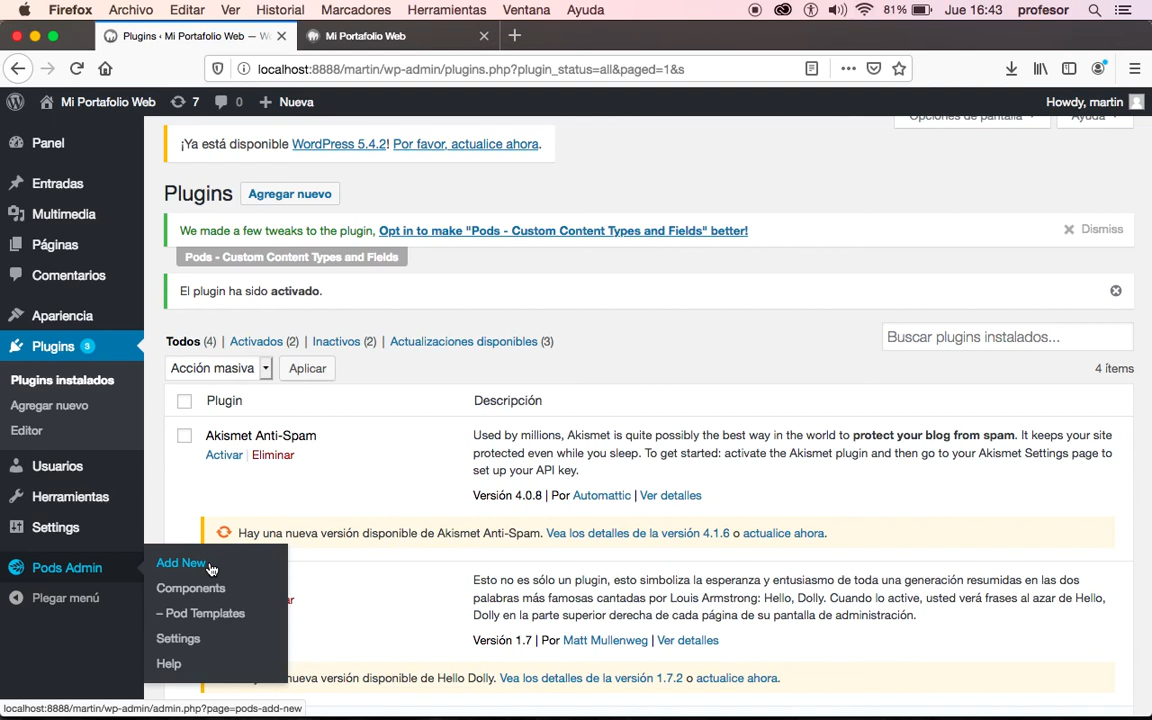 Firefox Archivo Editar Ver Historial Marcadores Herramientas Ventana Ayuda 81% Jue 16:43 profesor
Plugins ‹ Mi Portafolio Web — W
Mi Portafolio Web
localhost:8888/martin/wp-admin/plugins.php?plugin_status=all&paged=1&s
Mi Portafolio Web 7 0 Nueva Howdy, martin
Opciones de pantalla Ayuda
Panel
Entradas
Multimedia
Páginas
Comentarios
Apariencia
Plugins 3
Plugins instalados
Agregar nuevo
Editor
Usuarios
Herramientas
Settings
Pods Admin
Plegar menú
Add New
Components
– Pod Templates
Settings
Help
¡Ya está disponible WordPress 5.4.2! Por favor, actualice ahora.
Plugins Agregar nuevo
We made a few tweaks to the plugin, Opt in to make "Pods - Custom Content Types and Fields" better! Dismiss
Pods - Custom Content Types and Fields
El plugin ha sido activado.
Todos (4) | Activados (2) | Inactivos (2) | Actualizaciones disponibles (3)
Buscar plugins instalados...
Acción masiva Aplicar 4 ítems
Plugin Descripción
Akismet Anti-Spam
Activar | Eliminar
Used by millions, Akismet is quite possibly the best way in the world to protect your blog from spam. It keeps your site
protected even while you sleep. To get started: activate the Akismet plugin and then go to your Akismet Settings page to
set up your API key.
Versión 4.0.8 | Por Automattic | Ver detalles
Hay una nueva versión disponible de Akismet Anti-Spam. Vea los detalles de la versión 4.1.6 o actualice ahora.
ar
Esto no es sólo un plugin, esto simboliza la esperanza y entusiasmo de toda una generación resumidas en las dos
palabras más famosas cantadas por Louis Armstrong: Hello, Dolly. Cuando lo active, usted verá frases al azar de Hello,
Dolly en la parte superior derecha de cada página de su pantalla de administración.
Versión 1.7 | Por Matt Mullenweg | Ver detalles
nueva versión disponible de Hello Dolly. Vea los detalles de la versión 1.7.2 o actualice ahora.
localhost:8888/martin/wp-admin/admin.php?page=pods-add-new